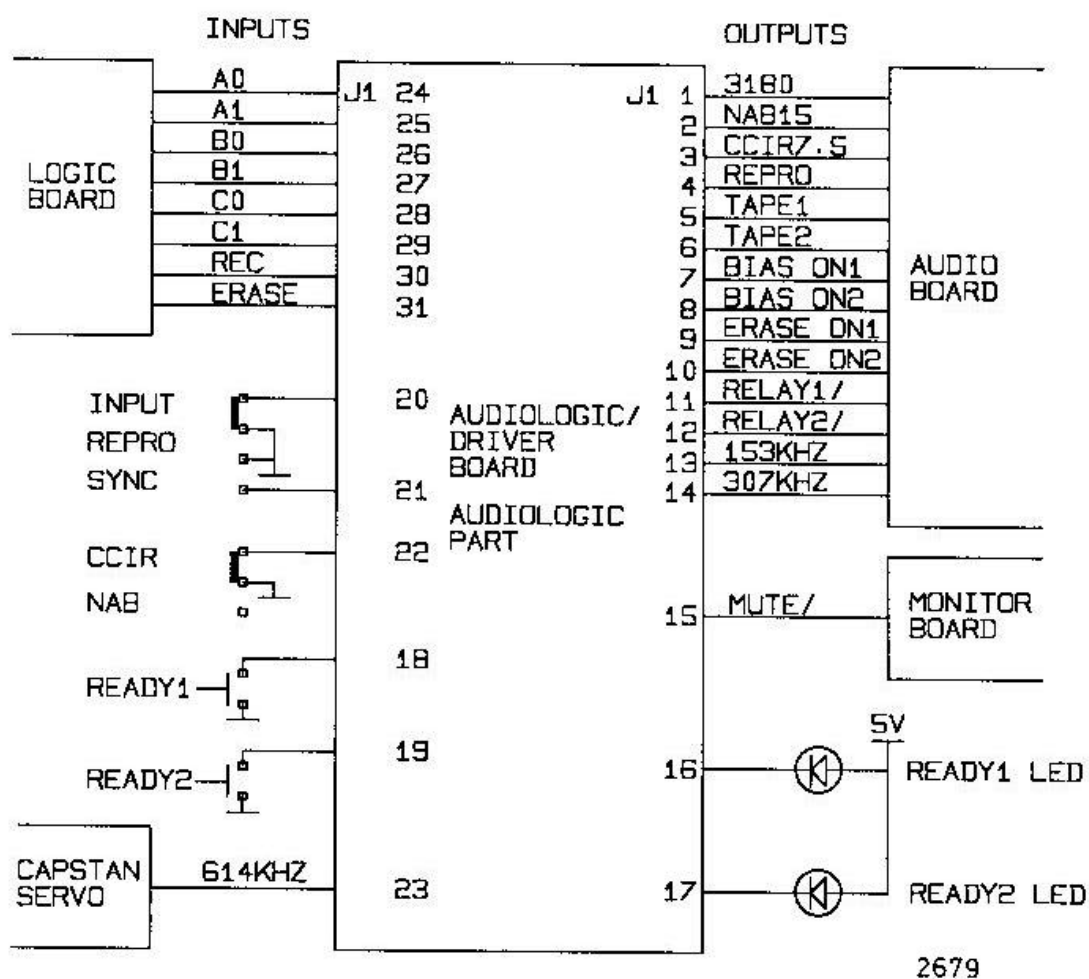 INPUTS
OUTPUTS
LOGIC
BOARD
A0
A1
B0
B1
C0
C1
REC
ERASE
J1 24
25
26
27
28
29
30
31
J1 1
2
3
4
5
6
7
8
9
10
11
12
13
14
3180
NAB15
CCIR7.5
REPRO
TAPE1
TAPE2
BIAS ON1
BIAS ON2
ERASE ON1
ERASE ON2
RELAY1/
RELAY2/
153KHZ
307KHZ
AUDIO
BOARD
INPUT
REPRO
SYNC
20
21
AUDIOLOGIC/
DRIVER
BOARD
AUDIOLOGIC
PART
CCIR
NAB
22
15
MUTE/
MONITOR
BOARD
READY1
18
READY2
19
5V
16
READY1 LED
CAPSTAN
SERVO
614KHZ
23
17
READY2 LED
2679